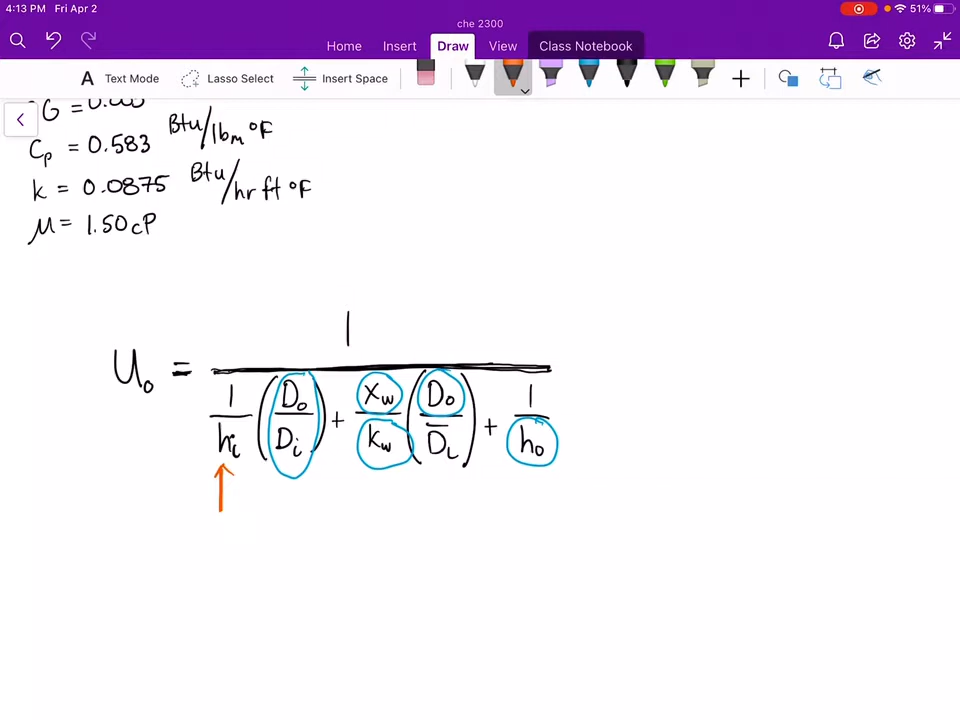 4:13 PM Fri Apr 2 51%
che 2300
Home Insert Draw View Class Notebook
A Text Mode Lasso Select Insert Space
G = 0.
Cp = 0.583 Btu/lbm °F
k = 0.0875 Btu/hr ft °F
μ = 1.50 cP
1
Uo =
1 Do xw Do 1
( ) + ( ) +
hi Di kw D̄L ho